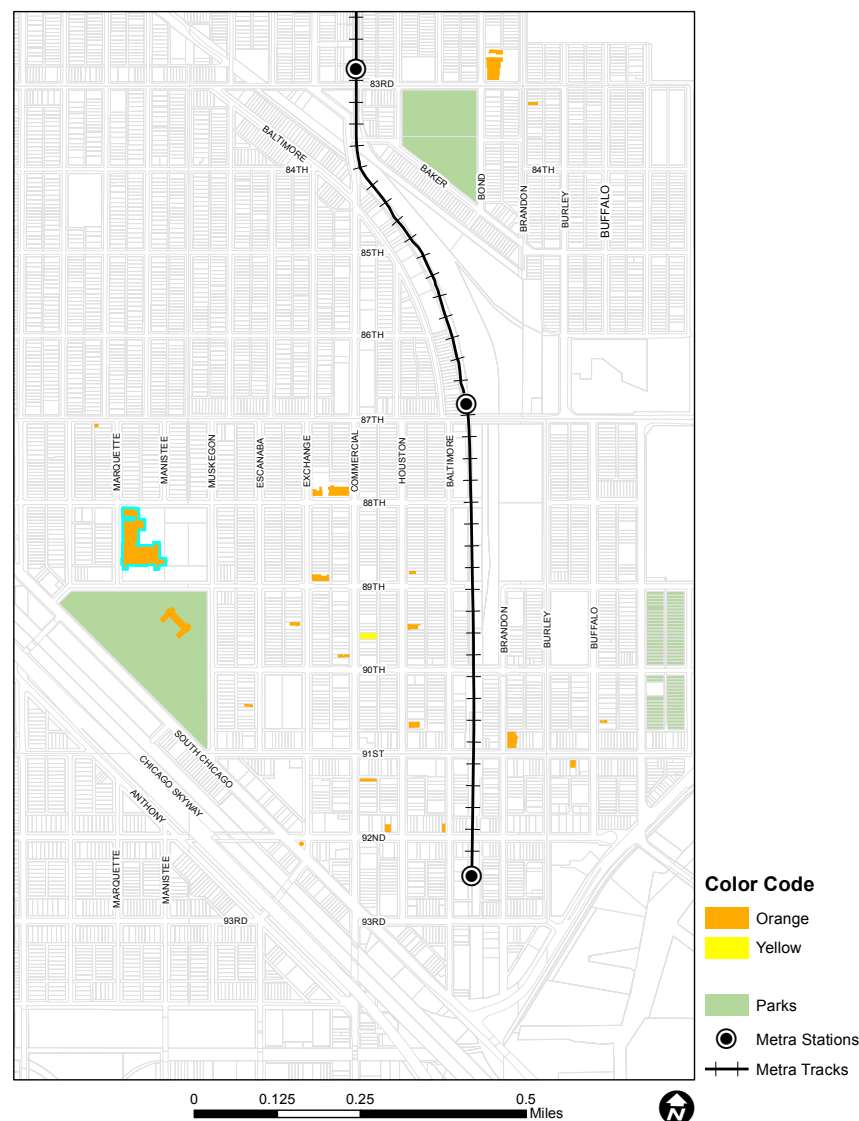 83RD
BALTIMORE
84TH
BAKER
84TH
BOND
BRANDON
BURLEY
BUFFALO
85TH
86TH
87TH
MARQUETTE
MANISTEE
MUSKEGON
ESCANABA
EXCHANGE
COMMERCIAL
HOUSTON
BALTIMORE
88TH
89TH
BRANDON
BURLEY
BUFFALO
90TH
SOUTH CHICAGO
91ST
CHICAGO SKYWAY
ANTHONY
92ND
MARQUETTE
MANISTEE
93RD
93RD
Color Code
Orange
Yellow
Parks
Metra Stations
Metra Tracks
0 0.125 0.25 0.5
Miles
N